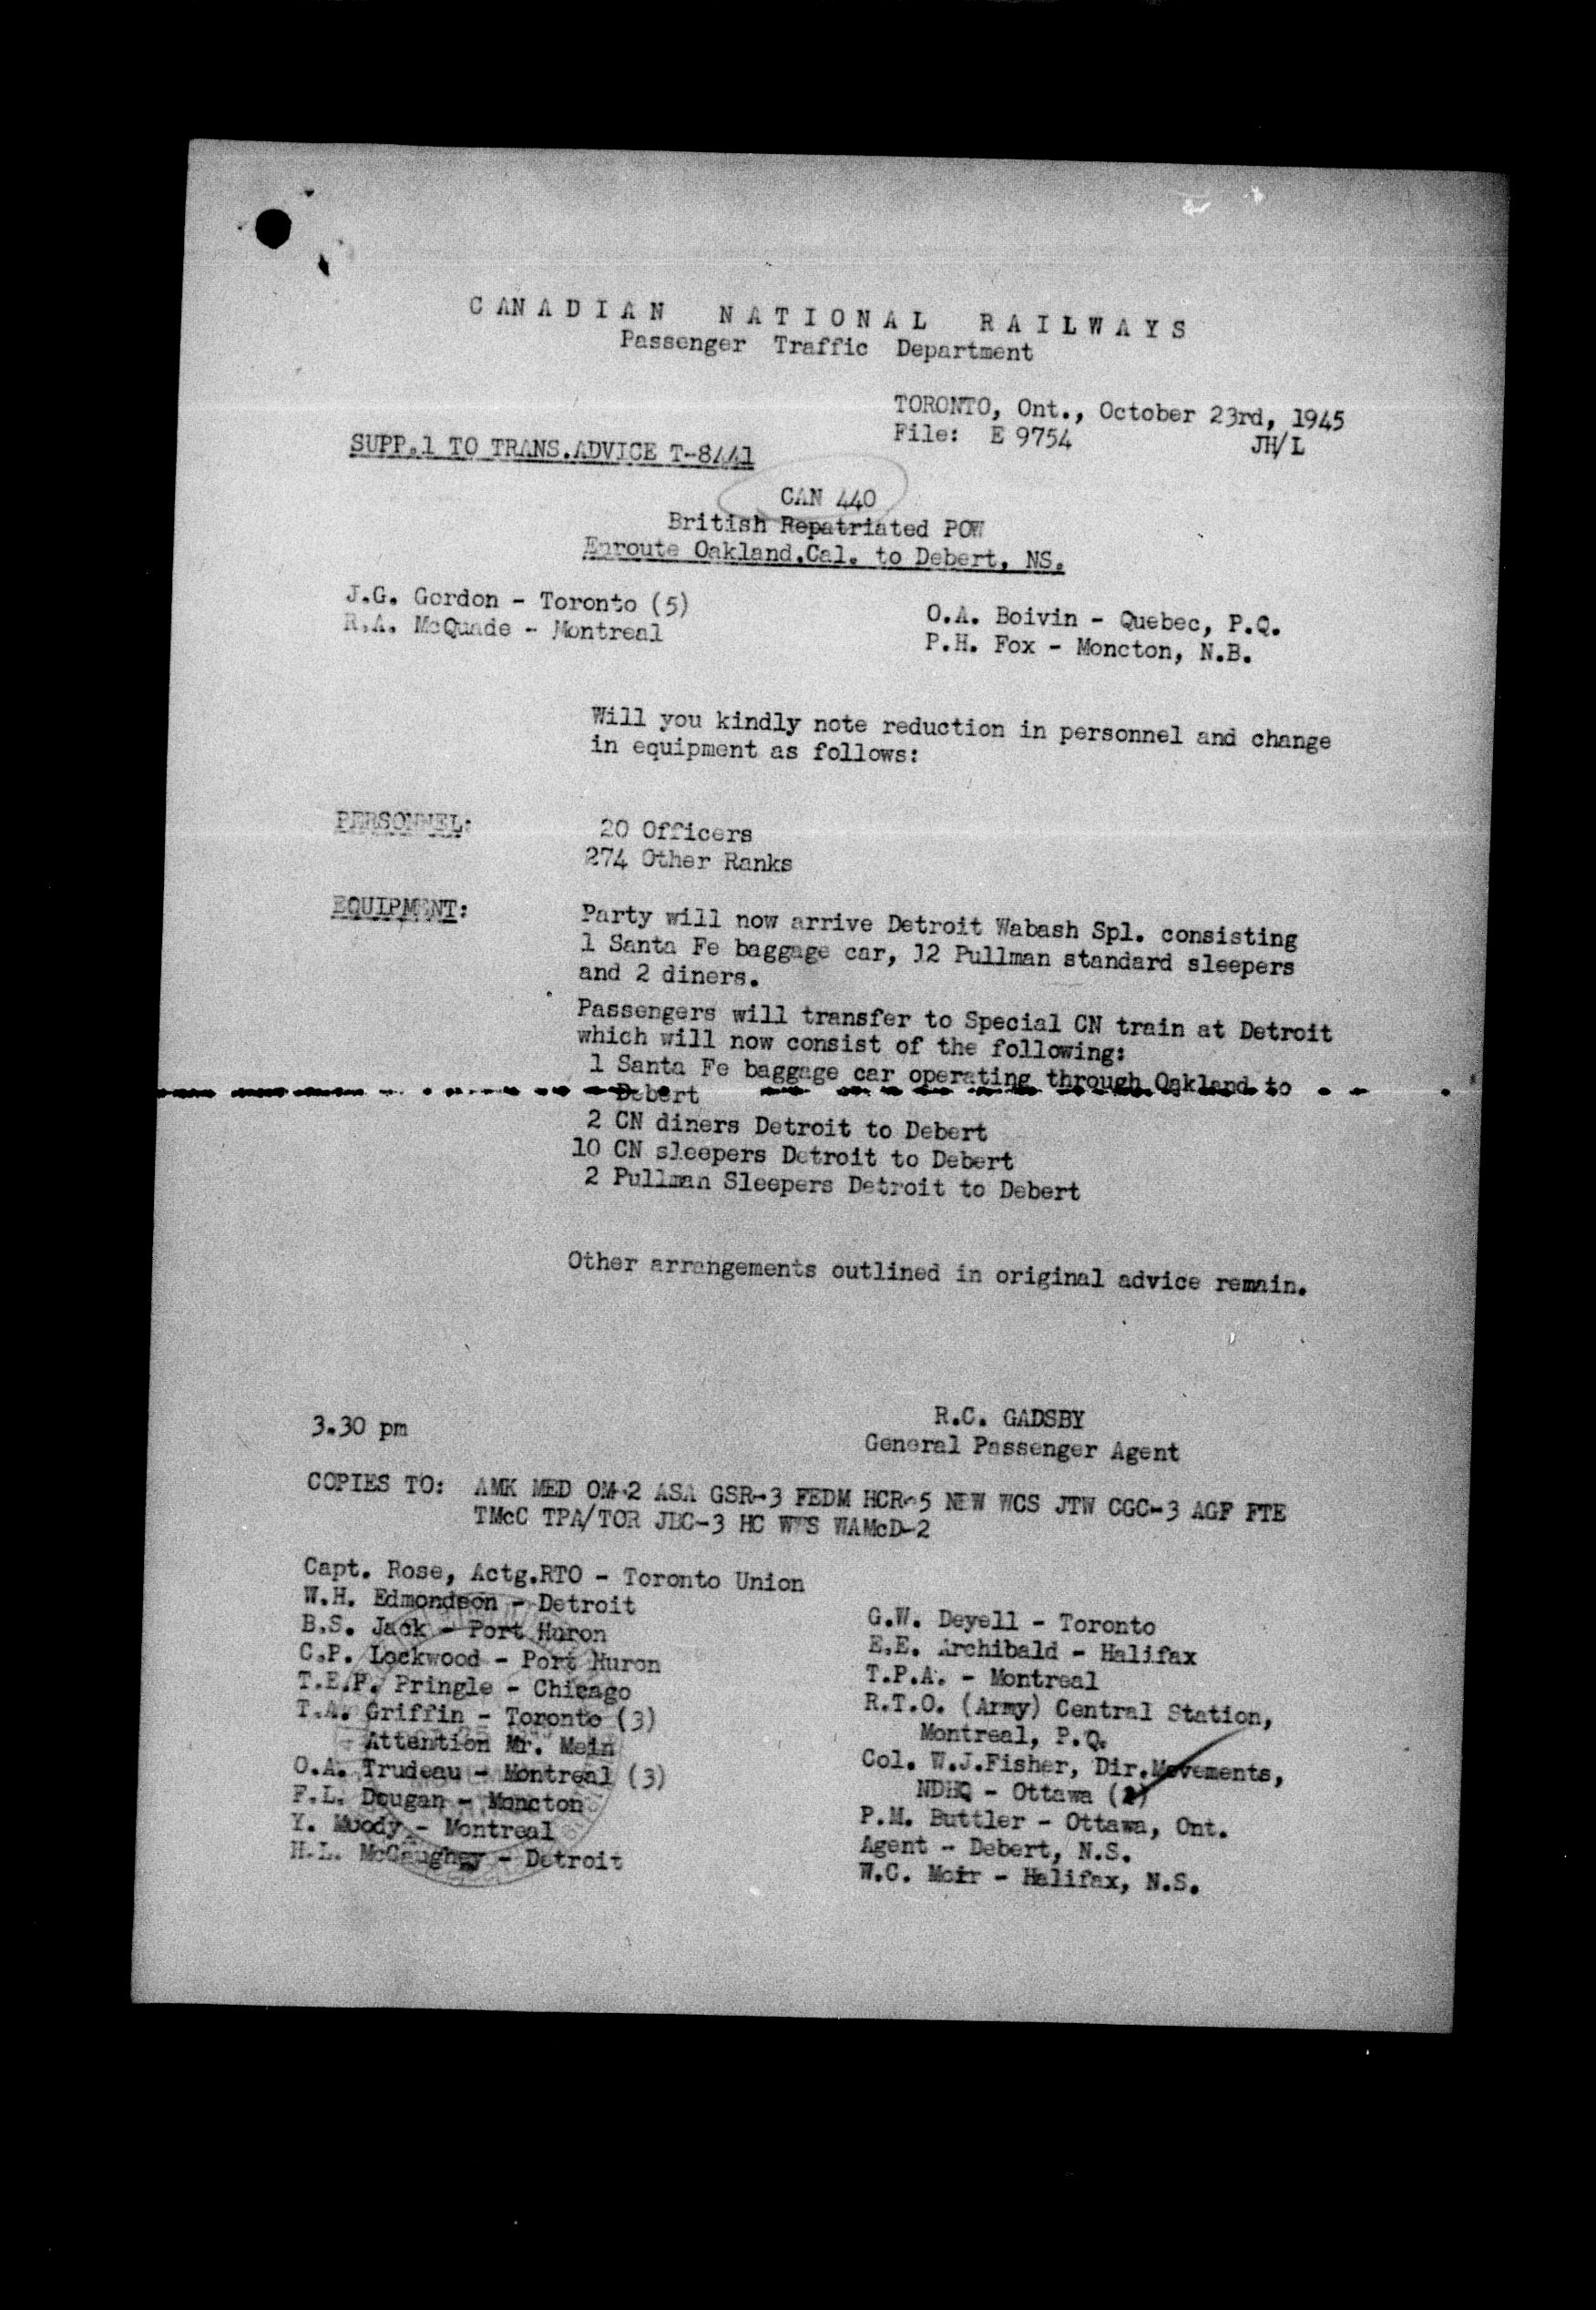 CANADIAN NATIONAL RAILWAYS
Passenger Traffic Department
TORONTO, Ont., October 23rd, 1945
File: E 9754 JH/L
SUPP.1 TO TRANS.ADVICE T-8441
CAN 440
British Repatriated POW
Enroute Oakland.Cal. to Debert, NS.
J.G. Gordon - Toronto (5)
R.A. McQuade - Montreal
O.A. Boivin - Quebec, P.Q.
P.H. Fox - Moncton, N.B.
Will you kindly note reduction in personnel and change
in equipment as follows:
PERSONNEL: 20 Officers
274 Other Ranks
EQUIPMENT: Party will now arrive Detroit Wabash Spl. consisting
1 Santa Fe baggage car, 12 Pullman standard sleepers
and 2 diners.
Passengers will transfer to Special CN train at Detroit
which will now consist of the following:
1 Santa Fe baggage car operating through Oakland to
Debert
2 CN diners Detroit to Debert
10 CN sleepers Detroit to Debert
2 Pullman Sleepers Detroit to Debert
Other arrangements outlined in original advice remain.
3.30 pm
R.C. GADSBY
General Passenger Agent
COPIES TO: AMK MED OM-2 ASA GSR-3 FEDM HCR-5 NEW WCS JTW CGC-3 AGF FTE
TMcC TPA/TOR JBC-3 HC WWS WAMcD-2
Capt. Rose, Actg.RTO - Toronto Union
W.H. Edmondson - Detroit
B.S. Jack - Port Huron
C.P. Lockwood - Port Huron
T.E.P. Pringle - Chicago
T.A. Griffin - Toronto (3)
Attention Mr. Mein
O.A. Trudeau - Montreal (3)
F.L. Dougan - Moncton
Y. Moody - Montreal
H.L. McCaughey - Detroit
G.W. Deyell - Toronto
E.E. Archibald - Halifax
T.P.A. - Montreal
R.T.O. (Army) Central Station,
Montreal, P.Q.
Col. W.J.Fisher, Dir.Movements,
NDHQ - Ottawa (2)
P.M. Buttler - Ottawa, Ont.
Agent - Debert, N.S.
W.C. Moir - Halifax, N.S.